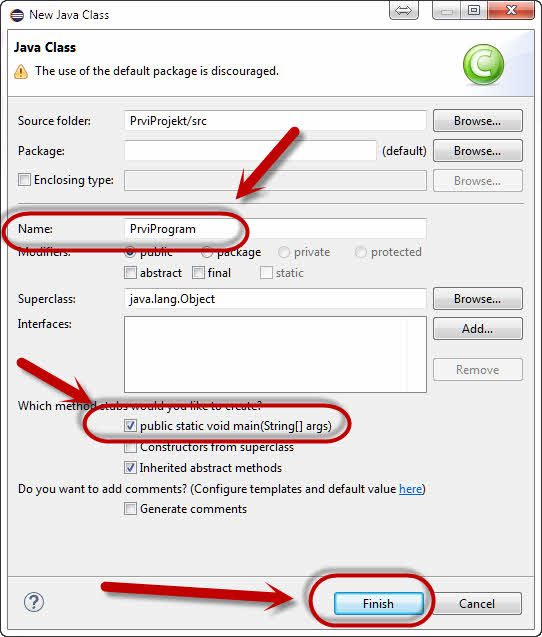 New Java Class
Java Class
The use of the default package is discouraged.
Source folder: PrviProjekt/src Browse...
Package: (default) Browse...
Enclosing type: Browse...
Name: PrviProgram
Modifiers: public package private protected
abstract final static
Superclass: java.lang.Object Browse...
Interfaces: Add...
Remove
Which method stubs would you like to create?
public static void main(String[] args)
Constructors from superclass
Inherited abstract methods
Do you want to add comments? (Configure templates and default value here)
Generate comments
? Finish Cancel